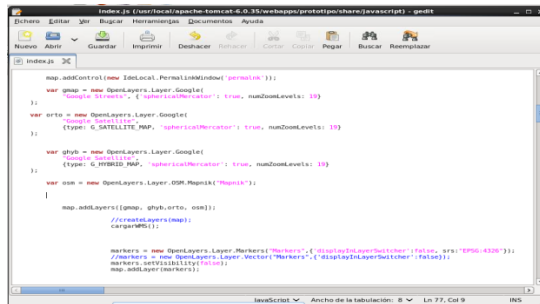 index.js (/usr/local/apache-tomcat-6.0.35/webapps/prototipo/share/javascript) - gedit
Fichero Editar Ver Buscar Herramientas Documentos Ayuda
Nuevo Abrir Guardar Imprimir Deshacer Rehacer Cortar Copiar Pegar Buscar Reemplazar
index.js
map.addControl(new IdeLocal.PermalinkWindow('permalnk'));
var gmap = new OpenLayers.Layer.Google(
"Google Streets", {'sphericalMercator': true, numZoomLevels: 19}
);
var orto = new OpenLayers.Layer.Google(
"Google Satellite",
{type: G_SATELLITE_MAP, 'sphericalMercator': true, numZoomLevels: 19}
);
var ghyb = new OpenLayers.Layer.Google(
"Google Satellite",
{type: G_HYBRID_MAP, 'sphericalMercator': true, numZoomLevels: 19}
);
var osm = new OpenLayers.Layer.OSM.Mapnik("Mapnik");
map.addLayers([gmap, ghyb,orto, osm]);
//createLayers(map);
cargarWMS();
markers = new OpenLayers.Layer.Markers("Markers",{'displayInLayerSwitcher':false, srs:"EPSG:4326"});
//markers = new OpenLayers.Layer.Vector("Markers",{'displayInLayerSwitcher':false});
markers.setVisibility(false);
map.addLayer(markers);
JavaScript Ancho de la tabulación: 8 Ln 77, Col 9 INS